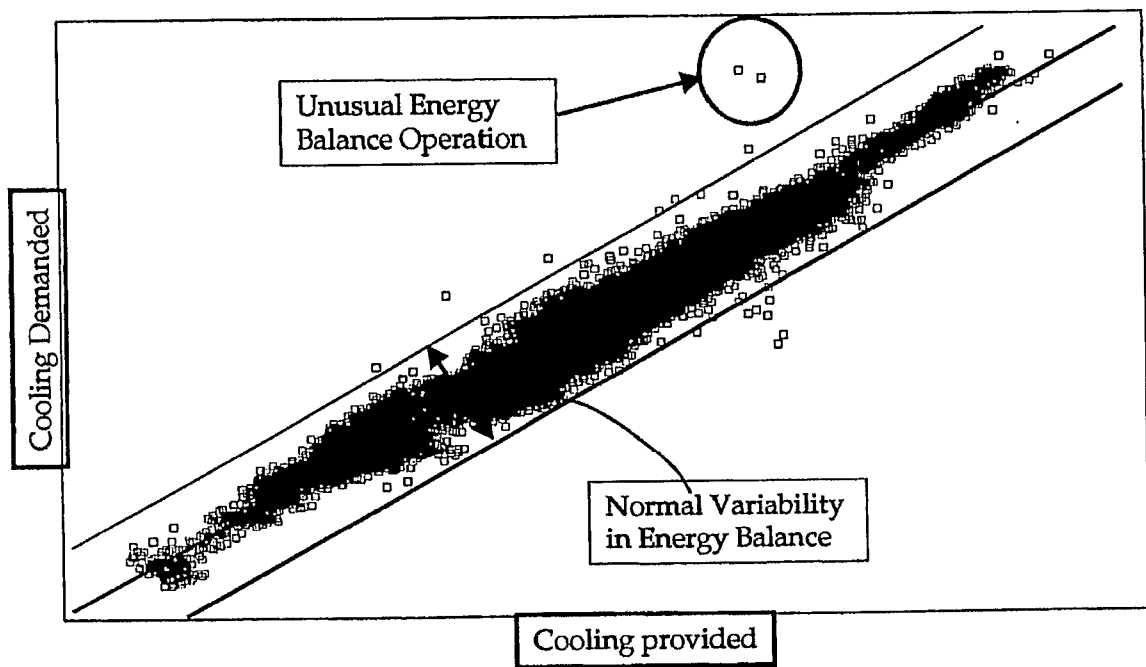 Unusual Energy
Balance Operation
Cooling Demanded
Normal Variability
in Energy Balance
Cooling provided